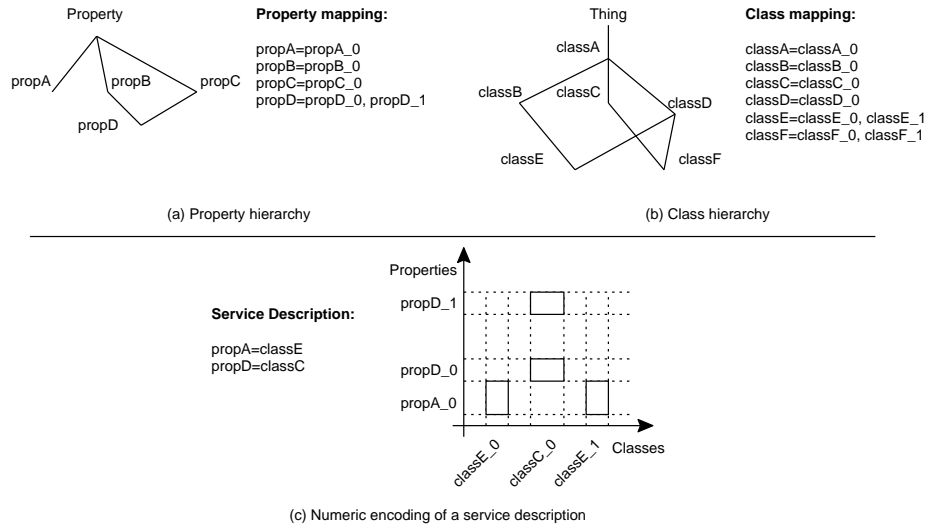 Property
propA
propB
propC
propD
Property mapping:
propA=propA_0
propB=propB_0
propC=propC_0
propD=propD_0, propD_1
(a) Property hierarchy
Thing
classA
classB
classC
classD
classE
classF
Class mapping:
classA=classA_0
classB=classB_0
classC=classC_0
classD=classD_0
classE=classE_0, classE_1
classF=classF_0, classF_1
(b) Class hierarchy
Service Description:
propA=classE
propD=classC
Properties
propD_1
propD_0
propA_0
classE_0
classC_0
classE_1
Classes
(c) Numeric encoding of a service description